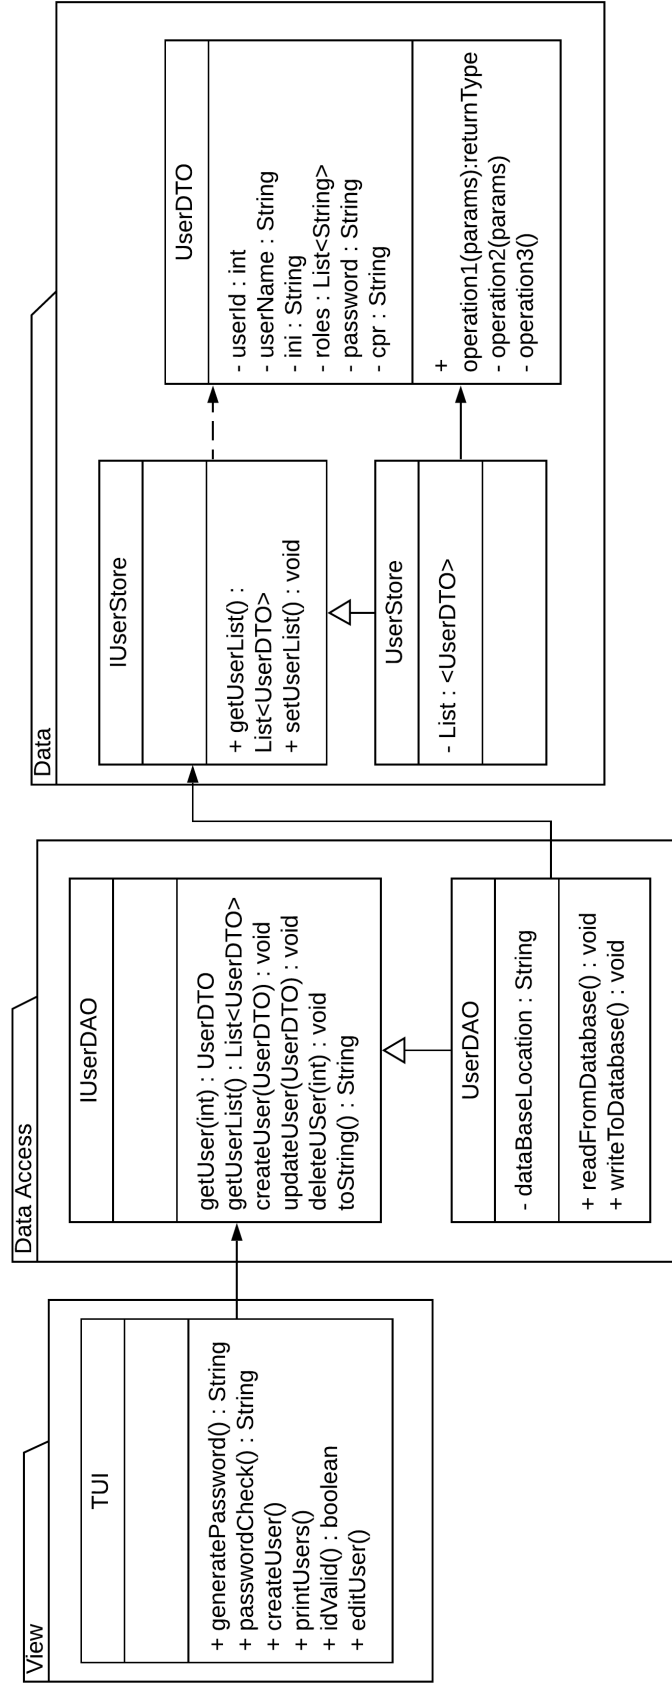 View
TUI
+ generatePassword() : String
+ passwordCheck() : String
+ createUser()
+ printUsers()
+ idValid() : boolean
+ editUser()
Data Access
IUserDAO
getUser(int) : UserDTO
getUserList() : List<UserDTO>
createUser(UserDTO) : void
updateUser(UserDTO) : void
deleteUSer(int) : void
toString() : String
UserDAO
- dataBaseLocation : String
+ readFromDatabase() : void
+ writeToDatabase() : void
Data
IUserStore
+ getUserList() :
List<UserDTO>
+ setUserList() : void
UserStore
- List : <UserDTO>
UserDTO
- userId : int
- userName : String
- ini : String
- roles : List<String>
- password : String
- cpr : String
+
operation1(params):returnType
- operation2(params)
- operation3()